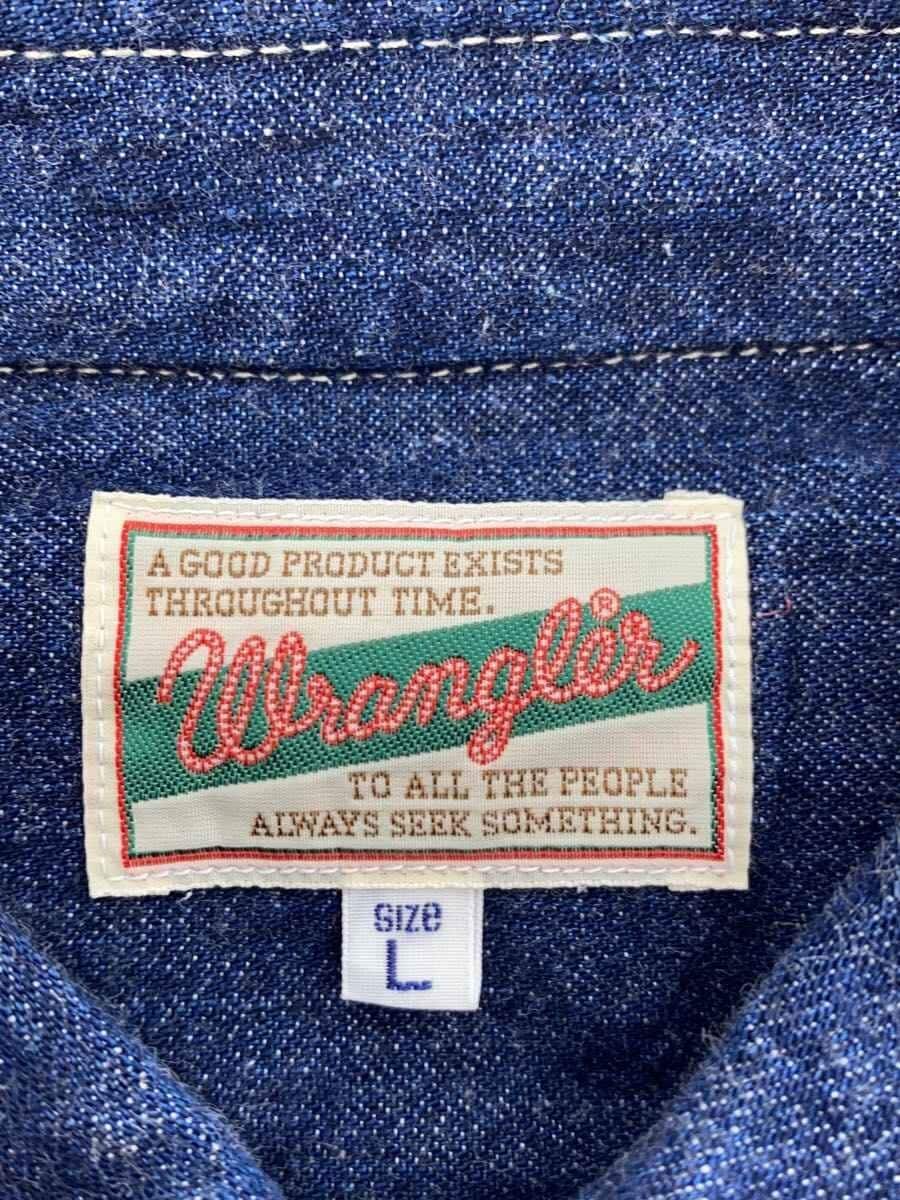 A GOOD PRODUCT EXISTS
THROUGHOUT TIME.
Wrangler®
TO ALL THE PEOPLE
ALWAYS SEEK SOMETHING.
SIZe
L